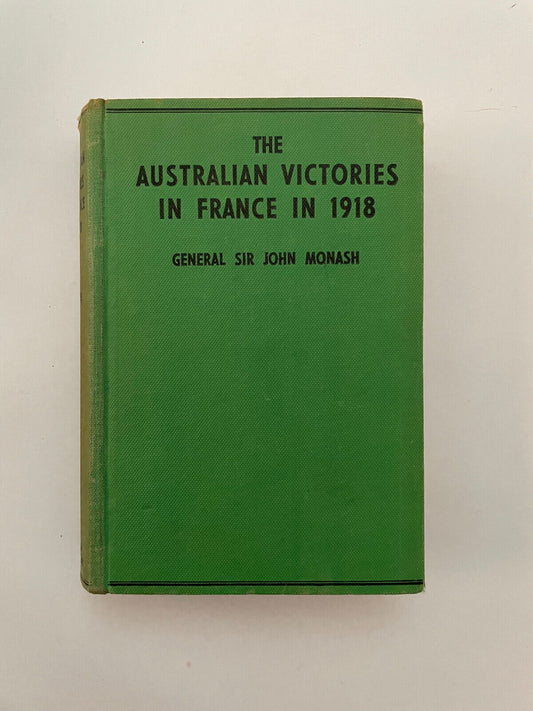 THE
AUSTRALIAN VICTORIES
IN FRANCE IN 1918
GENERAL SIR JOHN MONASH